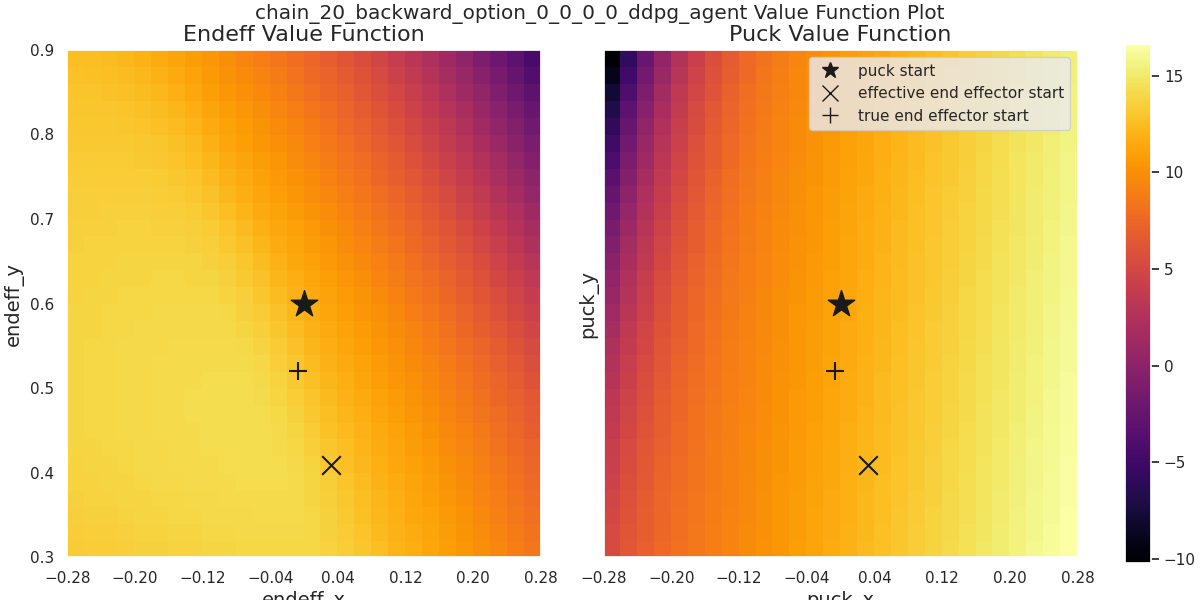 chain_20_backward_option_0_0_0_0_ddpg_agent Value Function Plot
Endeff Value Function
Puck Value Function
puck start
effective end effector start
true end effector start
0.9
0.8
0.7
0.6
0.5
0.4
0.3
endeff_y
−0.28 −0.20 −0.12 −0.04 0.04 0.12 0.20 0.28
endeff_x
puck_y
−0.28 −0.20 −0.12 −0.04 0.04 0.12 0.20 0.28
puck_x
15
10
5
0
−5
−10